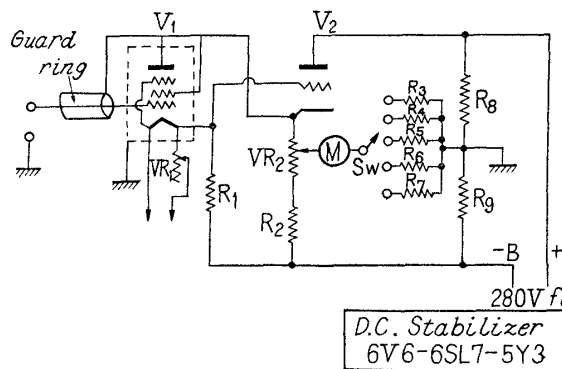 V1
V2
Guard
ring
R3
R4
R5
R6
R7
R8
M
Sw
VR1
VR2
R1
R2
R9
-B
+
280V
D.C. Stabilizer
6V6-6SL7-5Y3